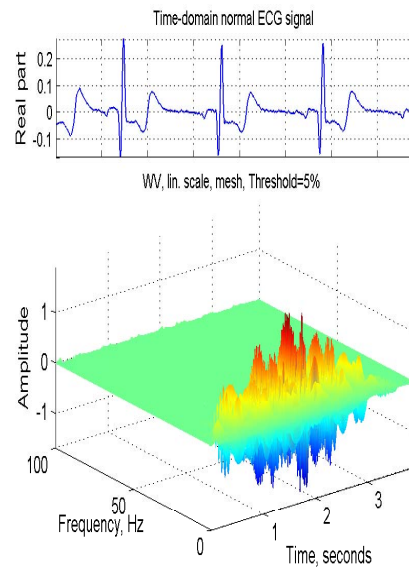 Time-domain normal ECG signal
Real part
0.2
0.1
0
-0.1
WV, lin. scale, mesh, Threshold=5%
Amplitude
1
0
-1
100
50
0
Frequency, Hz
1
2
3
Time, seconds